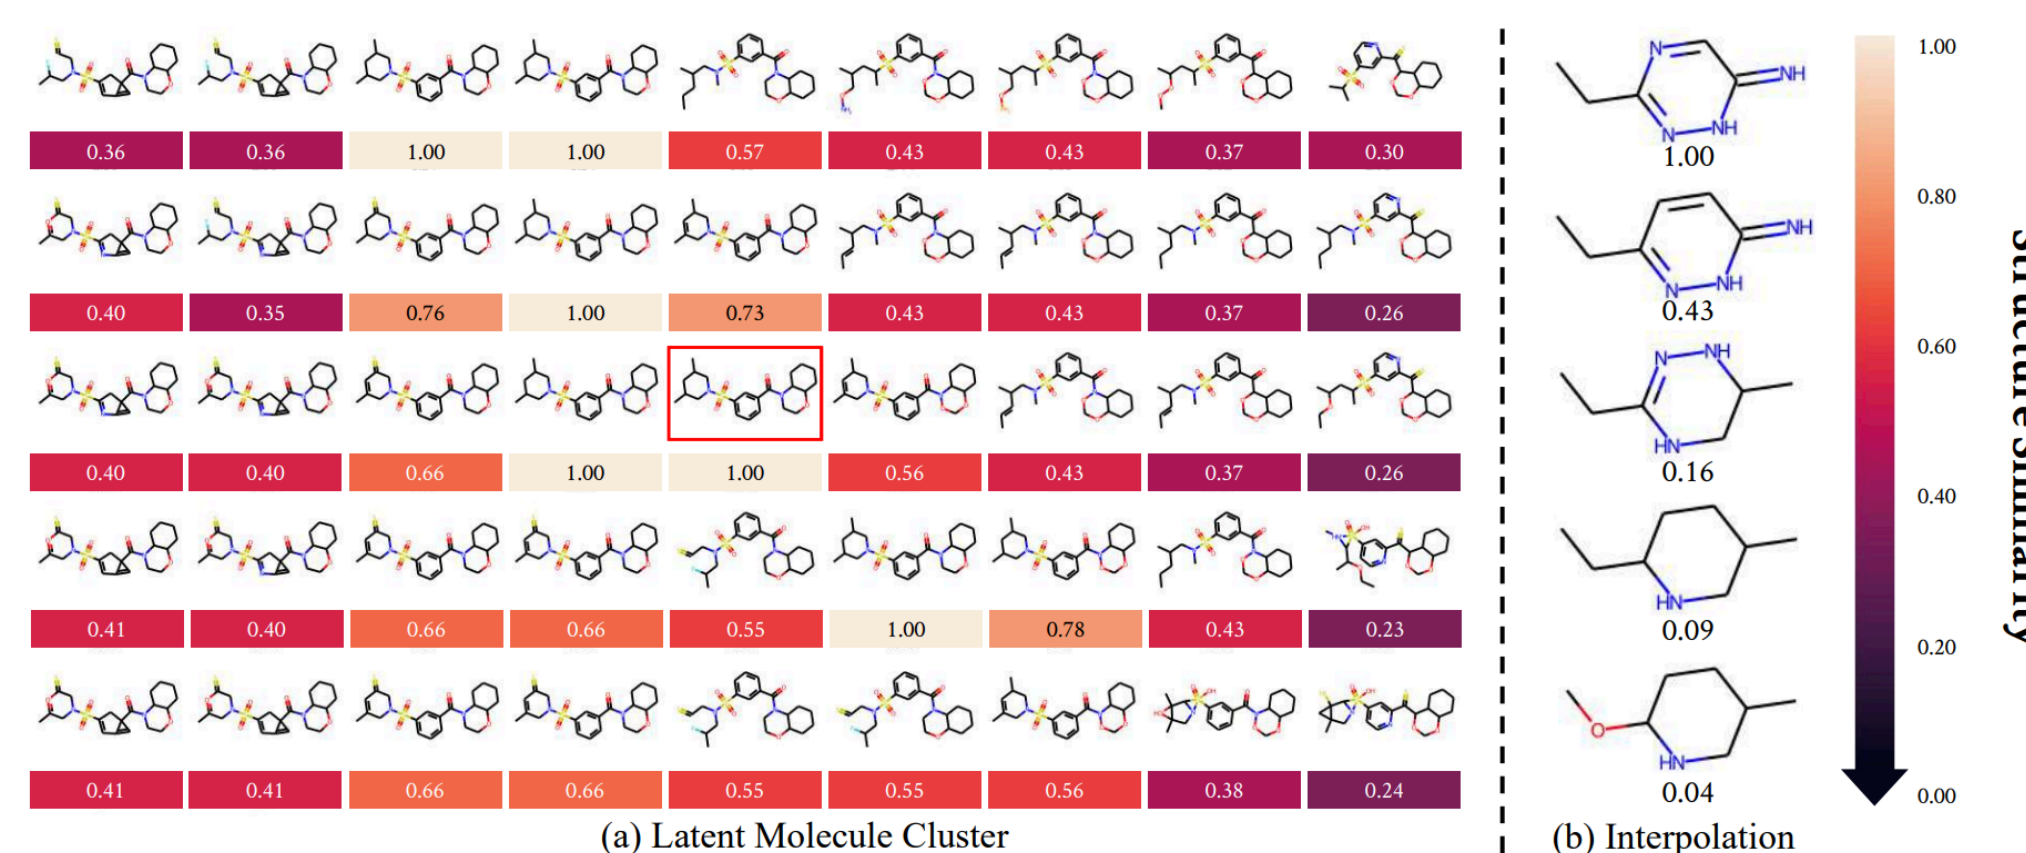 0.36 0.36 1.00 1.00 0.57 0.43 0.43 0.37 0.30
0.40 0.35 0.76 1.00 0.73 0.43 0.43 0.37 0.26
0.40 0.40 0.66 1.00 1.00 0.56 0.43 0.37 0.26
0.41 0.40 0.66 0.66 0.55 1.00 0.78 0.43 0.23
0.41 0.41 0.66 0.66 0.55 0.55 0.56 0.38 0.24
(a) Latent Molecule Cluster
N
NH
N
NH
1.00
NH
N
NH
0.43
N
NH
HN
0.16
HN
0.09
O
HN
0.04
(b) Interpolation
1.00
0.80
0.60
0.40
0.20
0.00
Structure Similarity